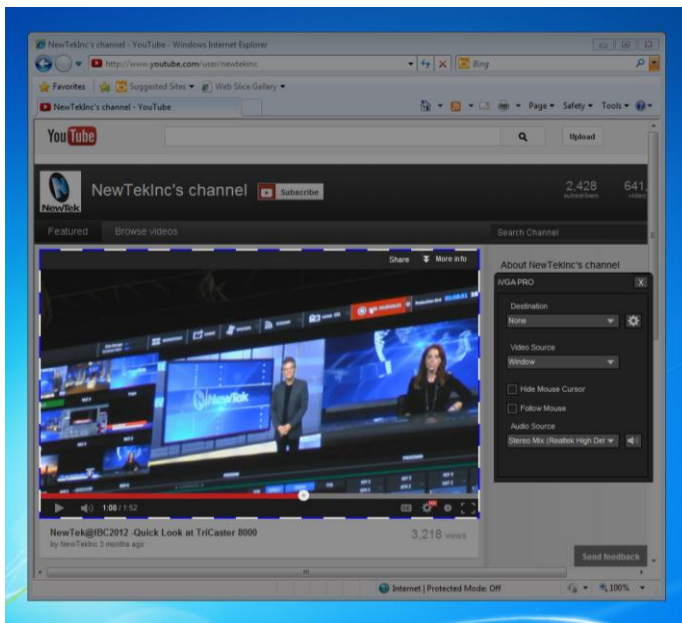 NewTekInc's channel - YouTube - Windows Internet Explorer
http://www.youtube.com/user/newtekinc
Bing
Favorites
Suggested Sites
Web Slice Gallery
NewTekInc's channel - YouTube
Page
Safety
Tools
YouTube
Upload
NewTek
NewTekInc's channel
Subscribe
2,428
subscribers
641,
video
Featured
Browse videos
Search Channel
Share
More info
About NewTekInc's channel
NewTek
1:08 / 1:52
iVGA PRO
X
Destination
None
Video Source
Window
Hide Mouse Cursor
Follow Mouse
Audio Source
Stereo Mix (Realtek High Def
NewTek@IBC2012 -Quick Look at TriCaster 8000
by NewTekInc 3 months ago
3,218 views
Send feedback
Internet | Protected Mode: Off
100%